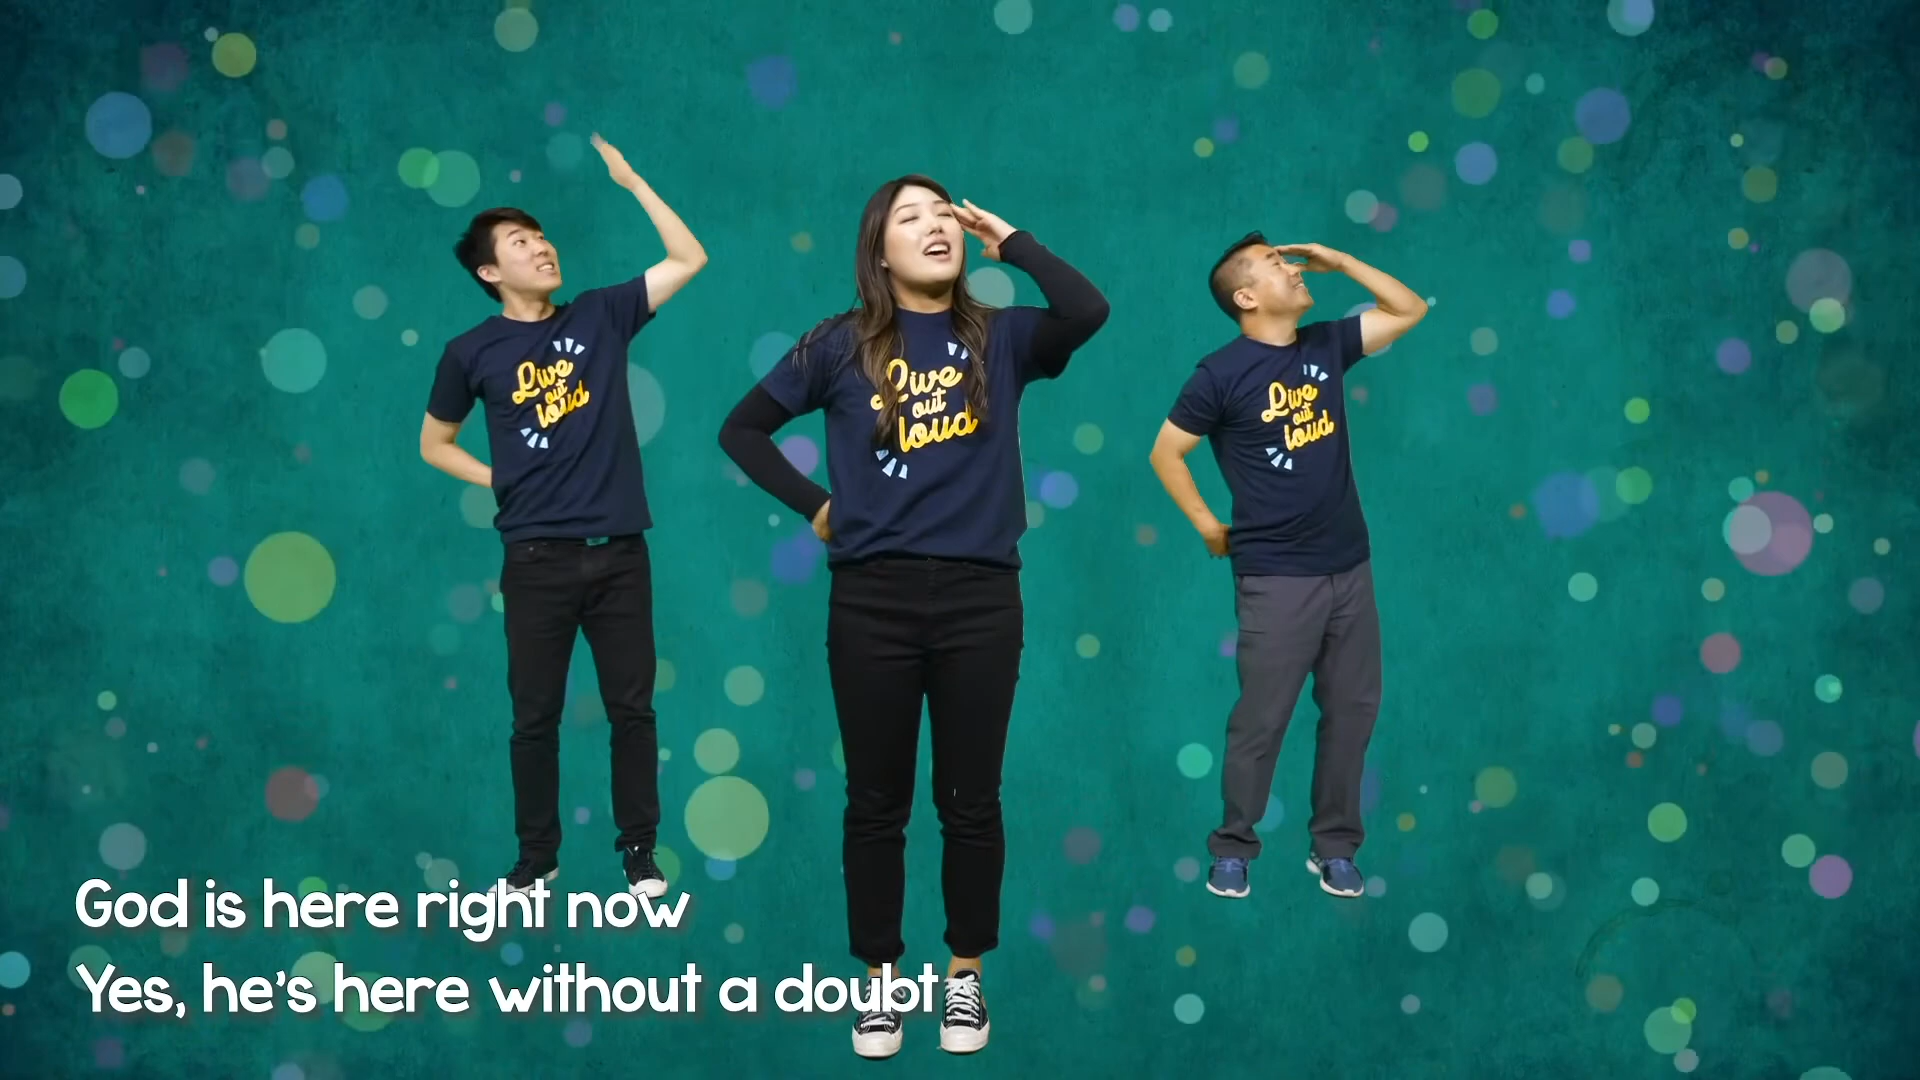 Live
out
loud
Live
out
loud
Live
out
loud
God is here right now
Yes, he's here without a doubt